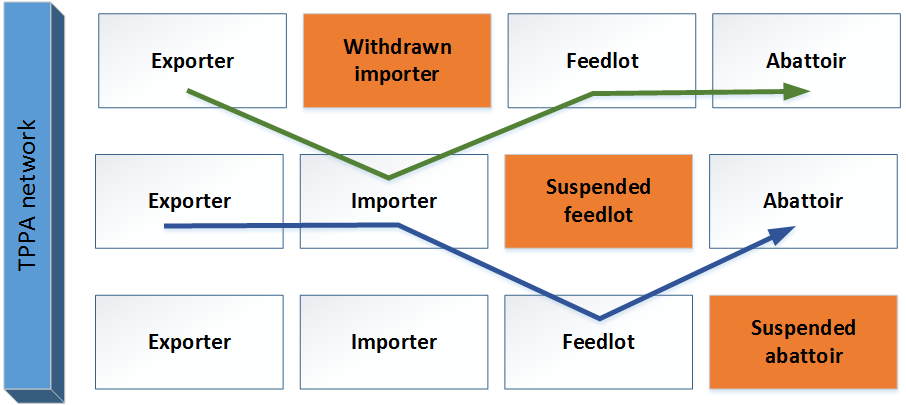 TPPA network
Exporter
Withdrawn
importer
Feedlot
Abattoir
Exporter
Importer
Suspended
feedlot
Abattoir
Exporter
Importer
Feedlot
Suspended
abattoir